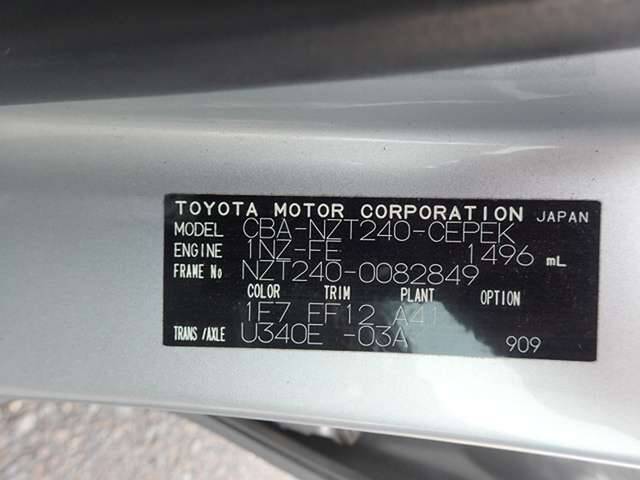 TOYOTA MOTOR CORPORATION JAPAN
MODEL CBA-NZT240-CEPEK
ENGINE 1NZ-FE 1496 mL
FRAME No NZT240-0082849
COLOR TRIM PLANT OPTION
1E7 FF12 A41
TRANS/AXLE U340E -03A 909